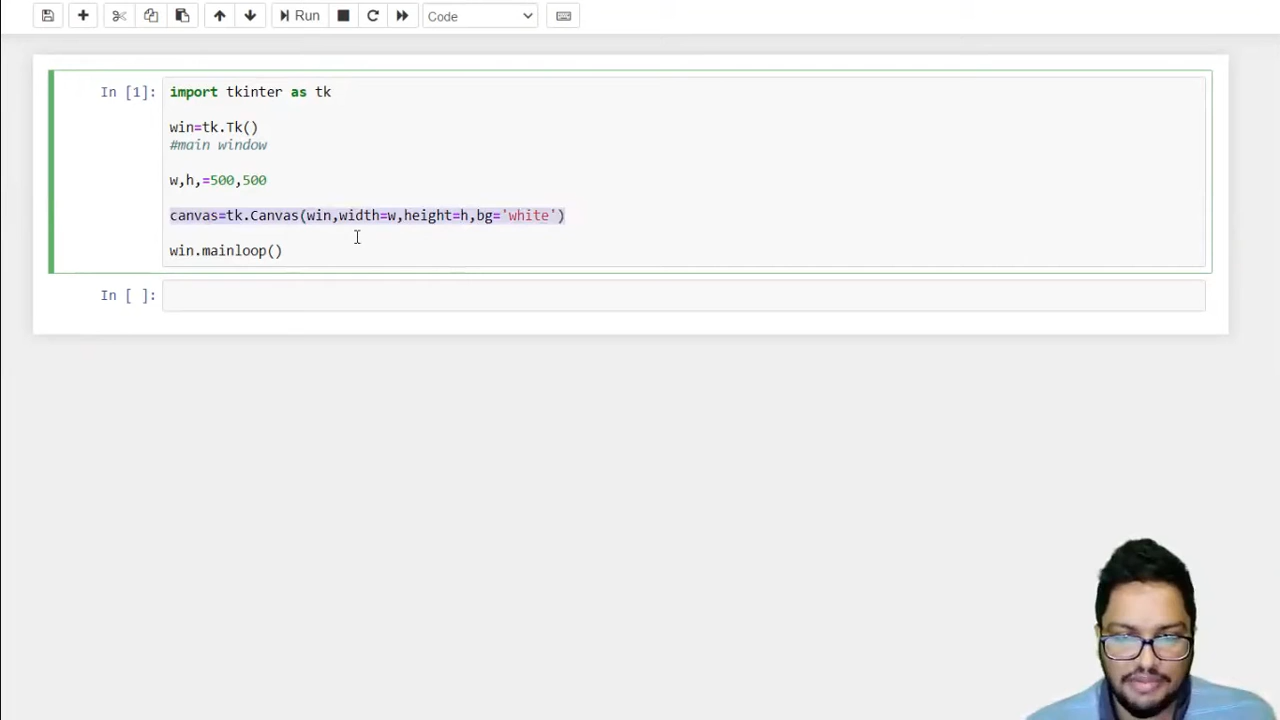 Run
Code
In [1]:
import tkinter as tk
win=tk.Tk()
#main window
w,h,=500,500
canvas=tk.Canvas(win,width=w,height=h,bg='white')
win.mainloop()
In [ ]: